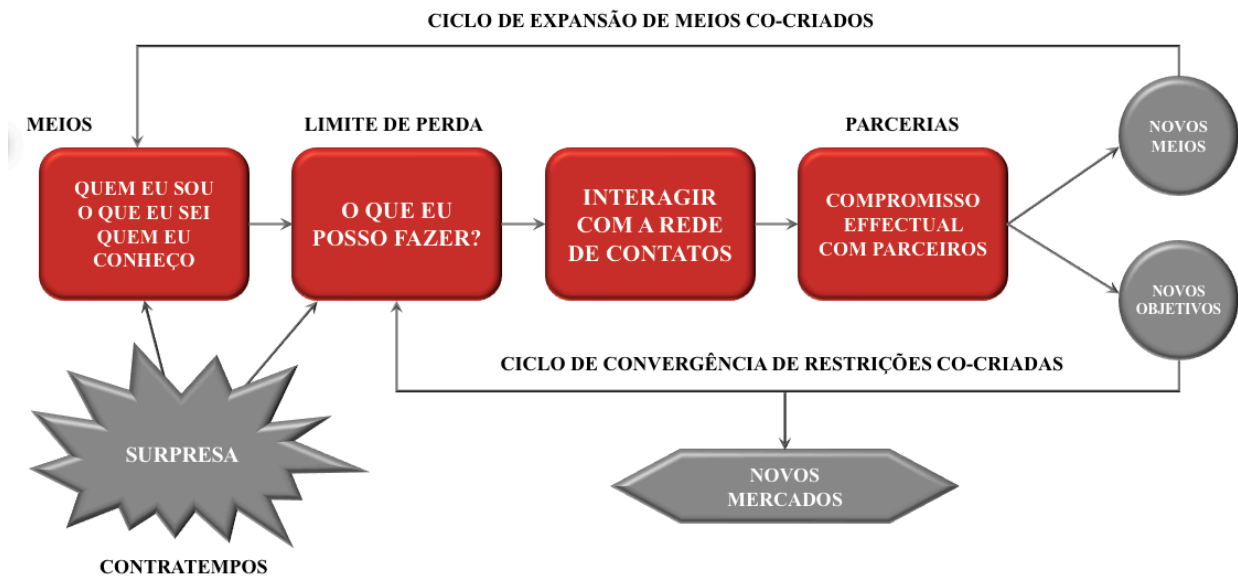 CICLO DE EXPANSÃO DE MEIOS CO-CRIADOS
MEIOS
LIMITE DE PERDA
PARCERIAS
QUEM EU SOU
O QUE EU SEI
QUEM EU
CONHEÇO
O QUE EU
POSSO FAZER?
INTERAGIR
COM A REDE
DE CONTATOS
COMPROMISSO
EFFECTUAL
COM PARCEIROS
NOVOS
MEIOS
NOVOS
OBJETIVOS
CICLO DE CONVERGÊNCIA DE RESTRIÇÕES CO-CRIADAS
SURPRESA
NOVOS
MERCADOS
CONTRATEMPOS